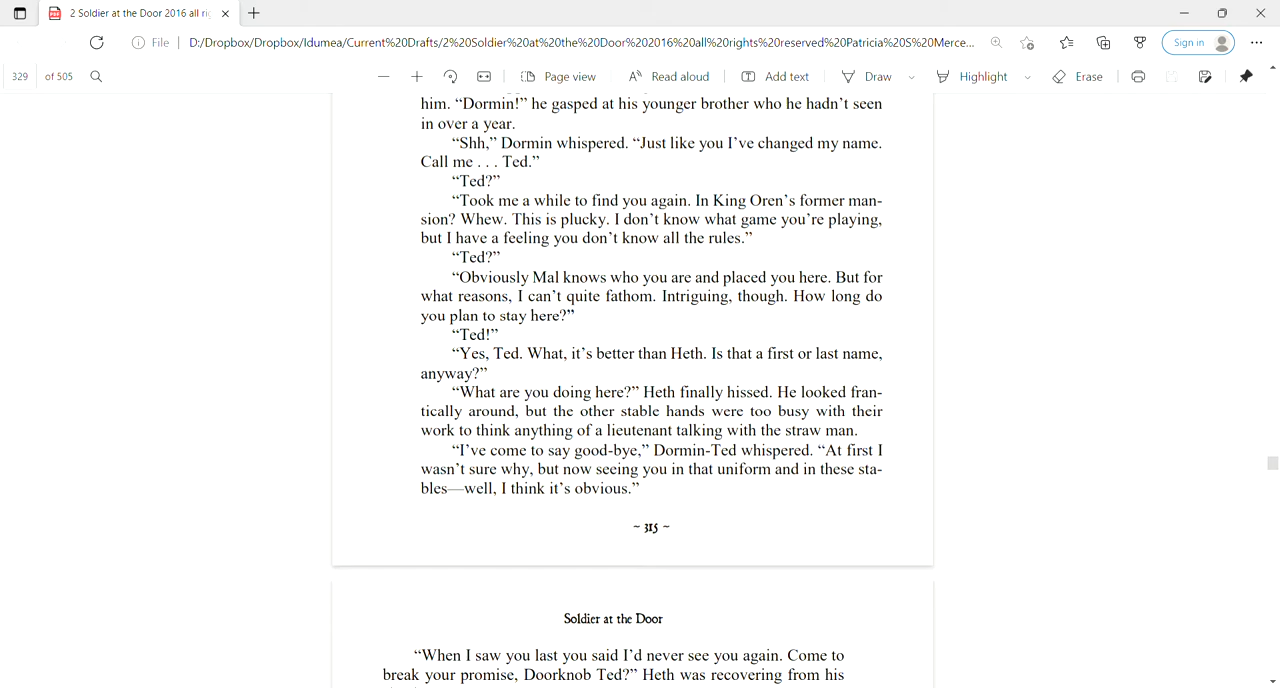 2 Soldier at the Door 2016 all ri
File
D:/Dropbox/Dropbox/Idumea/Current%20Drafts/2%20Soldier%20at%20the%20Door%202016%20all%20rights%20reserved%20Patricia%20S%20Merce...
Sign in
329 of 505
Page view
Read aloud
Add text
Draw
Highlight
Erase
him. “Dormin!” he gasped at his younger brother who he hadn’t seen
in over a year.
“Shh,” Dormin whispered. “Just like you I’ve changed my name.
Call me . . . Ted.”
“Ted?”
“Took me a while to find you again. In King Oren’s former man-
sion? Whew. This is plucky. I don’t know what game you’re playing,
but I have a feeling you don’t know all the rules.”
“Ted?”
“Obviously Mal knows who you are and placed you here. But for
what reasons, I can’t quite fathom. Intriguing, though. How long do
you plan to stay here?”
“Ted!”
“Yes, Ted. What, it’s better than Heth. Is that a first or last name,
anyway?”
“What are you doing here?” Heth finally hissed. He looked fran-
tically around, but the other stable hands were too busy with their
work to think anything of a lieutenant talking with the straw man.
“I’ve come to say good-bye,” Dormin-Ted whispered. “At first I
wasn’t sure why, but now seeing you in that uniform and in these sta-
bles—well, I think it’s obvious.”
~ 315 ~
Soldier at the Door
“When I saw you last you said I’d never see you again. Come to
break your promise, Doorknob Ted?” Heth was recovering from his